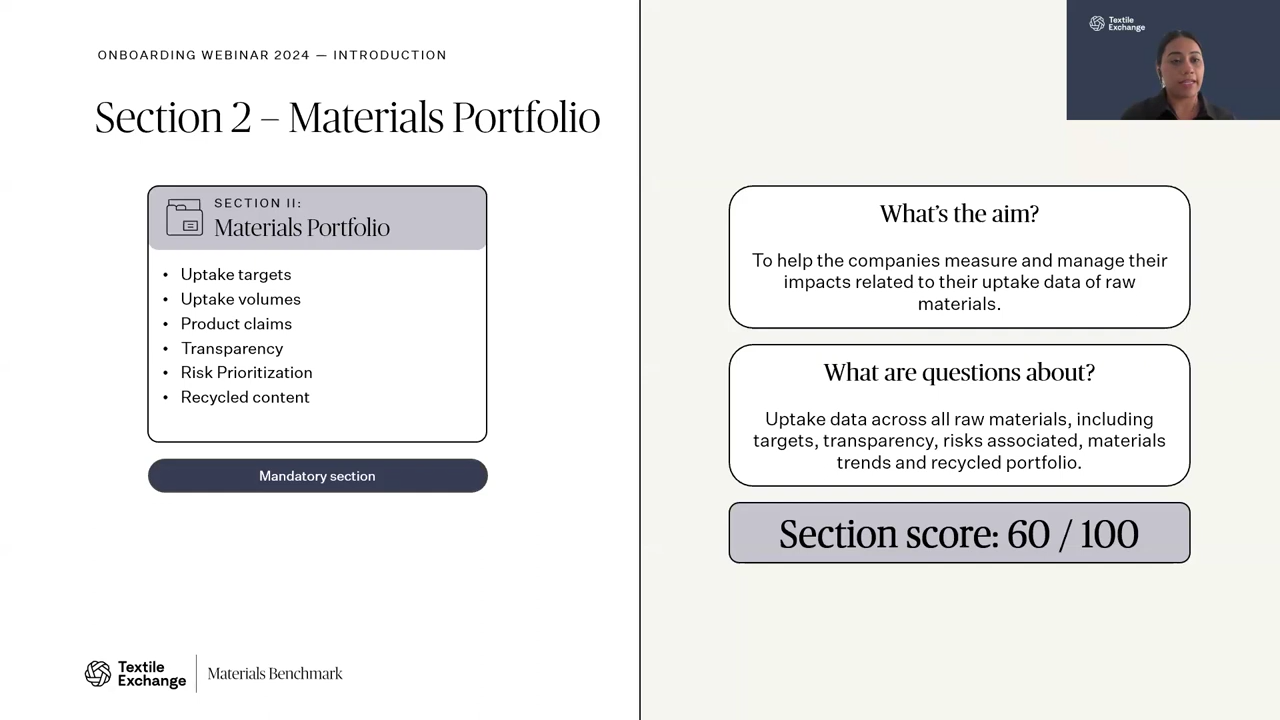 ONBOARDING WEBINAR 2024 — INTRODUCTION
Section 2 – Materials Portfolio
SECTION II:
Materials Portfolio
• Uptake targets
• Uptake volumes
• Product claims
• Transparency
• Risk Prioritization
• Recycled content
Mandatory section
Textile
Exchange
Materials Benchmark
Textile
Exchange
What's the aim?
To help the companies measure and manage their
impacts related to their uptake data of raw
materials.
What are questions about?
Uptake data across all raw materials, including
targets, transparency, risks associated, materials
trends and recycled portfolio.
Section score: 60 / 100